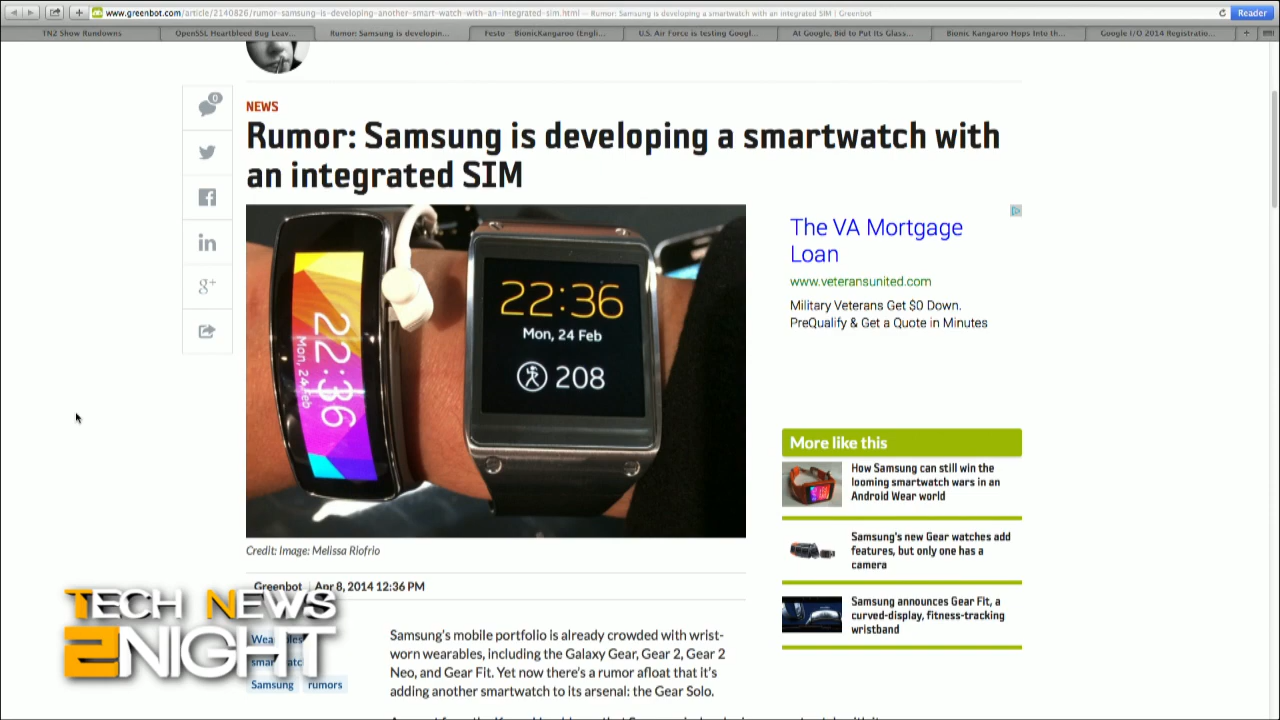 www.greenbot.com/article/2140826/rumor-samsung-is-developing-another-smart-watch-with-an-integrated-sim.html — Rumor: Samsung is developing a smartwatch with an integrated SIM | Greenbot
Reader
TN2 Show Rundowns
OpenSSL Heartbleed Bug Leav...
Rumor: Samsung is developin...
Festo BionicKangaroo (Engli...
U.S. Air Force is testing Googl...
At Google, Bid to Put Its Glass...
Bionic Kangaroo Hops Into th...
Google I/O 2014 Registratio...
0
NEWS
Rumor: Samsung is developing a smartwatch with
an integrated SIM
22:36
Mon, 24 Feb
22:36
Mon, 24 Feb
208
The VA Mortgage
Loan
www.veteransunited.com
Military Veterans Get $0 Down.
PreQualify & Get a Quote in Minutes
More like this
How Samsung can still win the
looming smartwatch wars in an
Android Wear world
Samsung's new Gear watches add
features, but only one has a
camera
Samsung announces Gear Fit, a
curved-display, fitness-tracking
wristband
Credit: Image: Melissa Riofrio
Greenbot | Apr 8, 2014 12:36 PM
TECH NEWS
2NIGHT
Samsung rumors
Samsung's mobile portfolio is already crowded with wrist-
worn wearables, including the Galaxy Gear, Gear 2, Gear 2
Neo, and Gear Fit. Yet now there's a rumor afloat that it's
adding another smartwatch to its arsenal: the Gear Solo.